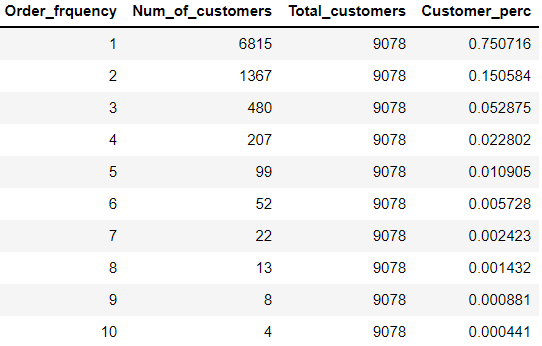 Order_frquency Num_of_customers Total_customers Customer_perc
1 6815 9078 0.750716
2 1367 9078 0.150584
3 480 9078 0.052875
4 207 9078 0.022802
5 99 9078 0.010905
6 52 9078 0.005728
7 22 9078 0.002423
8 13 9078 0.001432
9 8 9078 0.000881
10 4 9078 0.000441